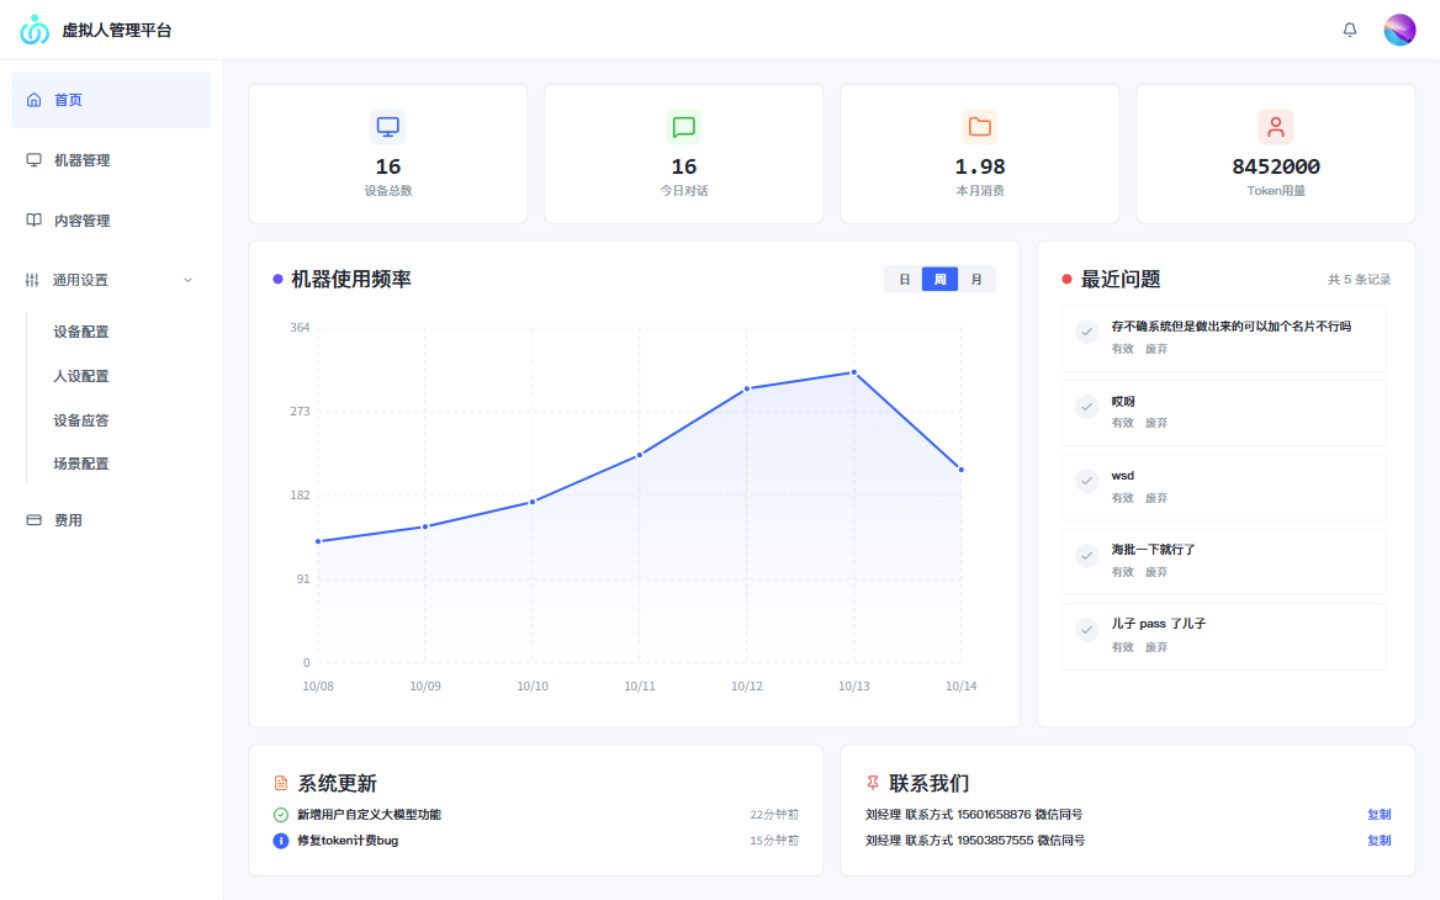 虚拟人管理平台
首页
机器管理
内容管理
通用设置
设备配置
人设配置
设备应答
场景配置
费用
16
设备总数
16
今日对话
1.98
本月消费
8452000
Token用量
机器使用频率
日 周 月
364
273
182
91
0
10/08 10/09 10/10 10/11 10/12 10/13 10/14
最近问题
共 5 条记录
存不确系统但是做出来的可以加个名片不行吗
有效 废弃
哎呀
有效 废弃
wsd
有效 废弃
海批一下就行了
有效 废弃
儿子 pass 了儿子
有效 废弃
系统更新
新增用户自定义大模型功能 22分钟前
修复token计费bug 15分钟前
联系我们
刘经理 联系方式 15601658876 微信同号 复制
刘经理 联系方式 19503857555 微信同号 复制